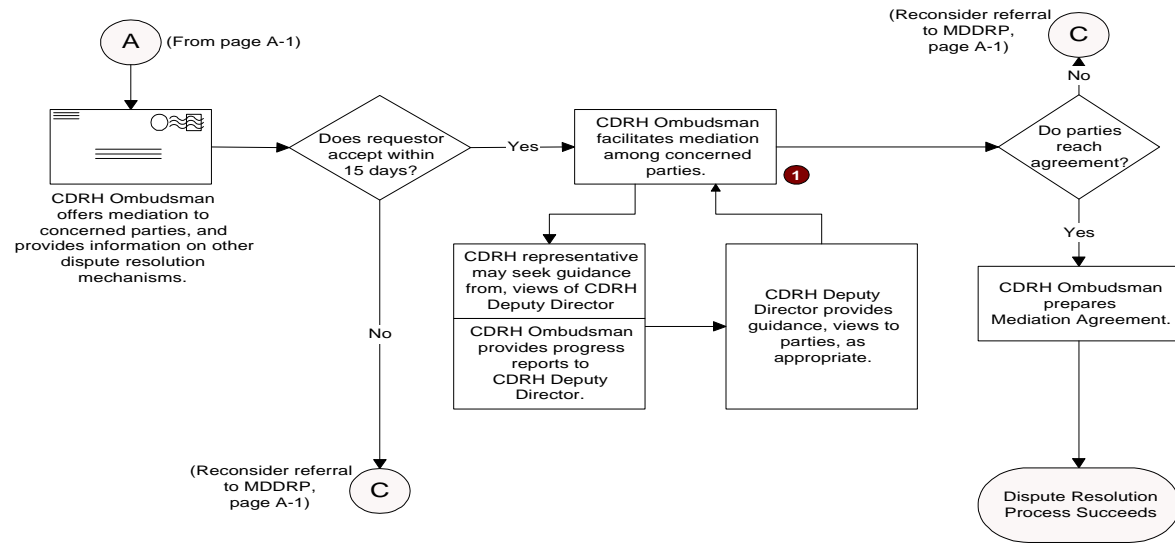 A
(From page A-1)
CDRH Ombudsman
offers mediation to
concerned parties, and
provides information on other
dispute resolution
mechanisms.
Does requestor
accept within
15 days?
Yes
No
(Reconsider referral
to MDDRP,
page A-1)
C
CDRH Ombudsman
facilitates mediation
among concerned
parties.
1
CDRH representative
may seek guidance
from, views of CDRH
Deputy Director
CDRH Ombudsman
provides progress
reports to
CDRH Deputy
Director.
CDRH Deputy
Director provides
guidance, views to
parties, as
appropriate.
(Reconsider referral
to MDDRP,
page A-1)
C
No
Do parties
reach
agreement?
Yes
CDRH Ombudsman
prepares
Mediation Agreement.
Dispute Resolution
Process Succeeds